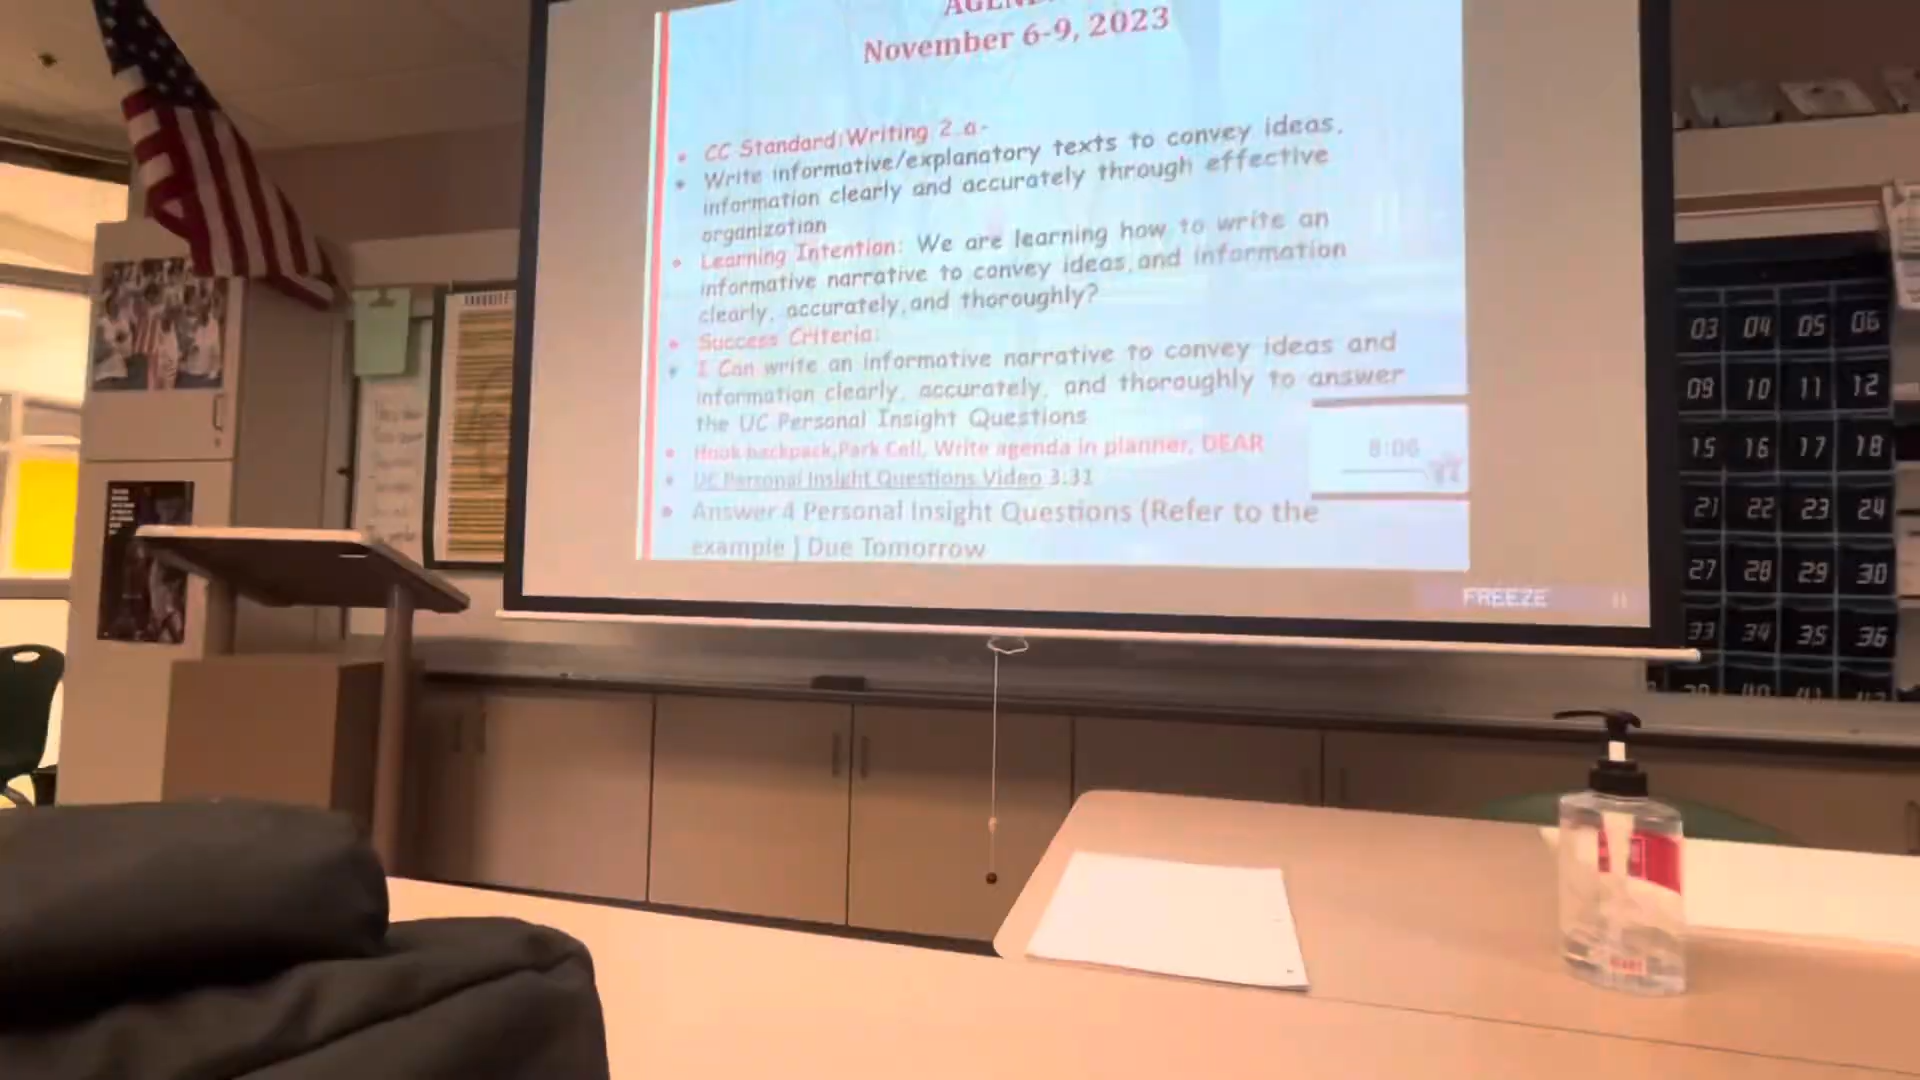 November 6-9, 2023
CC Standard:Writing 2.a-
Write informative/explanatory texts to convey ideas,
information clearly and accurately through effective
organization
Learning Intention: We are learning how to write an
informative narrative to convey ideas,and information
clearly, accurately,and thoroughly?
Success Criteria:
I Can write an informative narrative to convey ideas and
information clearly, accurately, and thoroughly to answer
the UC Personal Insight Questions
Hook backpack,Park Cell, Write agenda in planner, DEAR
UC Personal Insight Questions Video 3:31
Answer 4 Personal Insight Questions (Refer to the
example ) Due Tomorrow
8:06
FREEZE
03 04 05 06
09 10 11 12
15 16 17 18
21 22 23 24
27 28 29 30
33 34 35 36